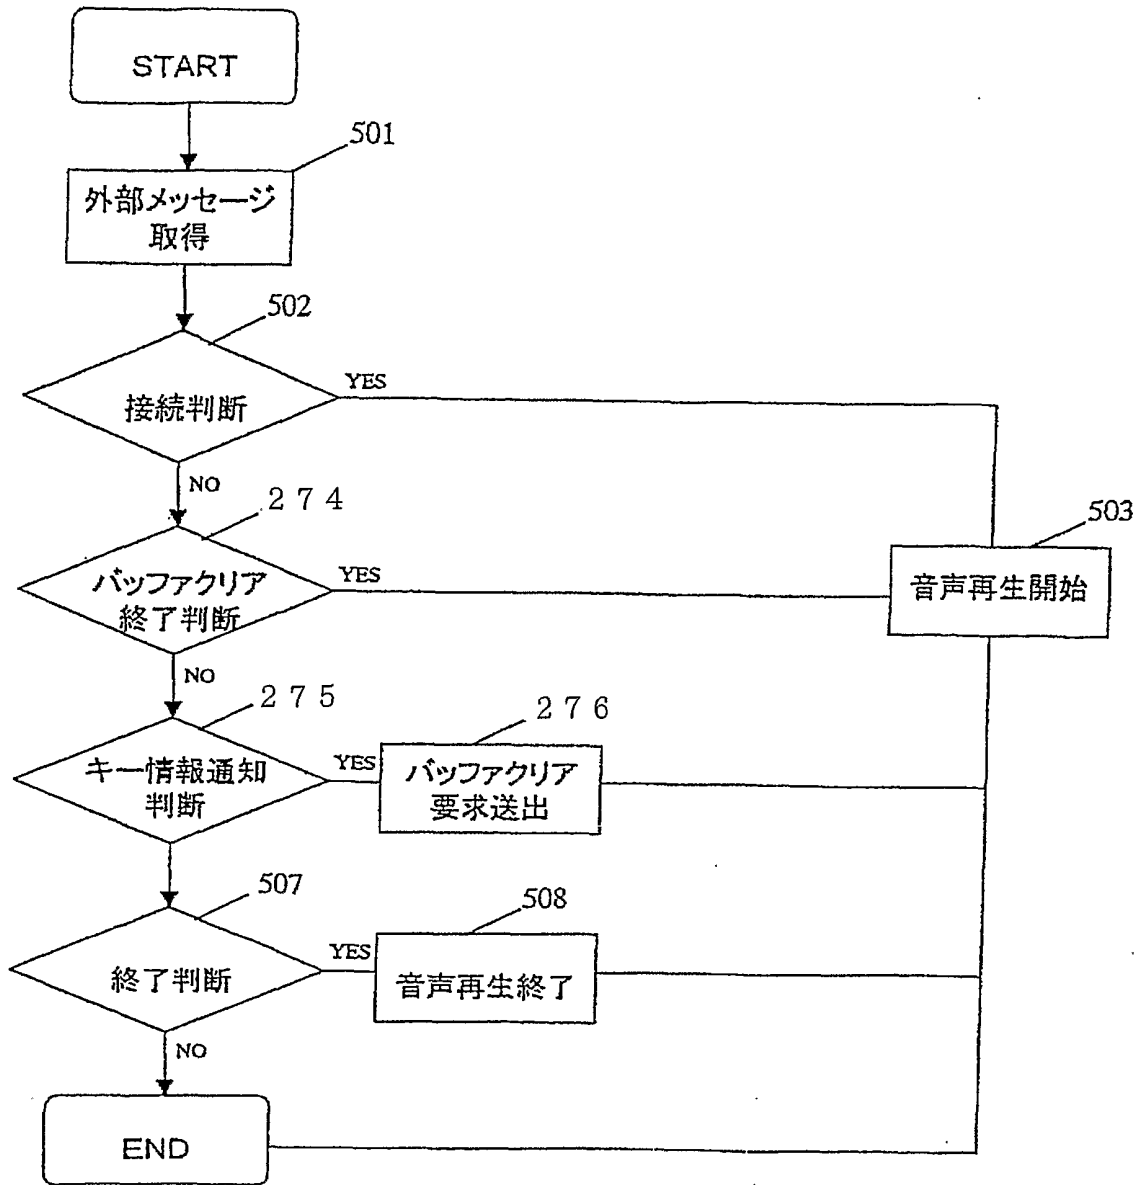 START
501
外部メッセージ
取得
502
接続判断
YES
NO
274
バッファクリア
終了判断
YES
503
音声再生開始
NO
275
キー情報通知
判断
YES
276
バッファクリア
要求送出
507
終了判断
YES
508
音声再生終了
NO
END